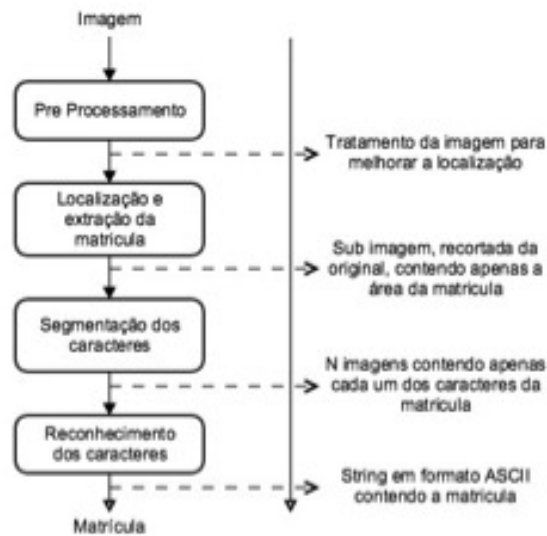 Imagem
Pre Processamento
Tratamento da imagem para
melhorar a localização
Localização e
extração da
matricula
Sub imagem, recortada da
original, contendo apenas a
área da matricula
Segmentação dos
caracteres
N imagens contendo apenas
cada um dos caracteres da
matricula
Reconhecimento
dos caracteres
String em formato ASCII
contendo a matricula
Matrícula